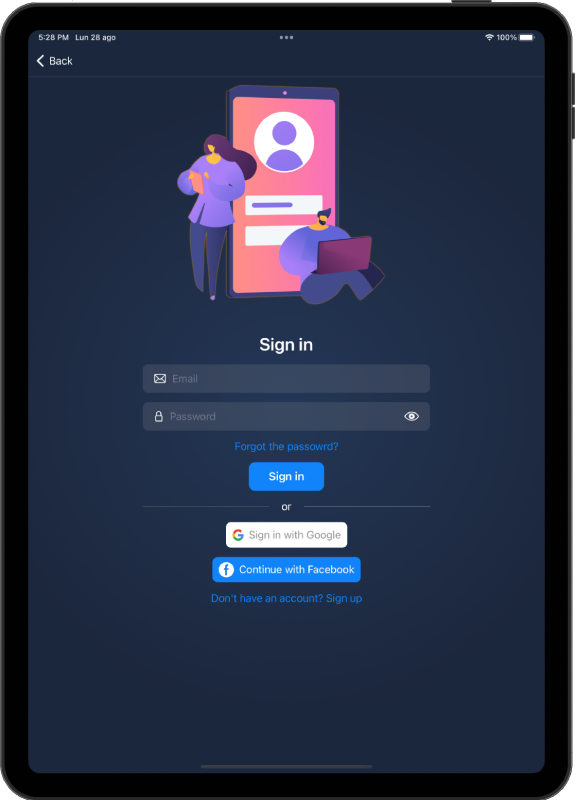 5:28 PM Lun 28 ago
100%
Back
Sign in
Email
Password
Forgot the passowrd?
Sign in
or
Sign in with Google
Continue with Facebook
Don't have an account? Sign up